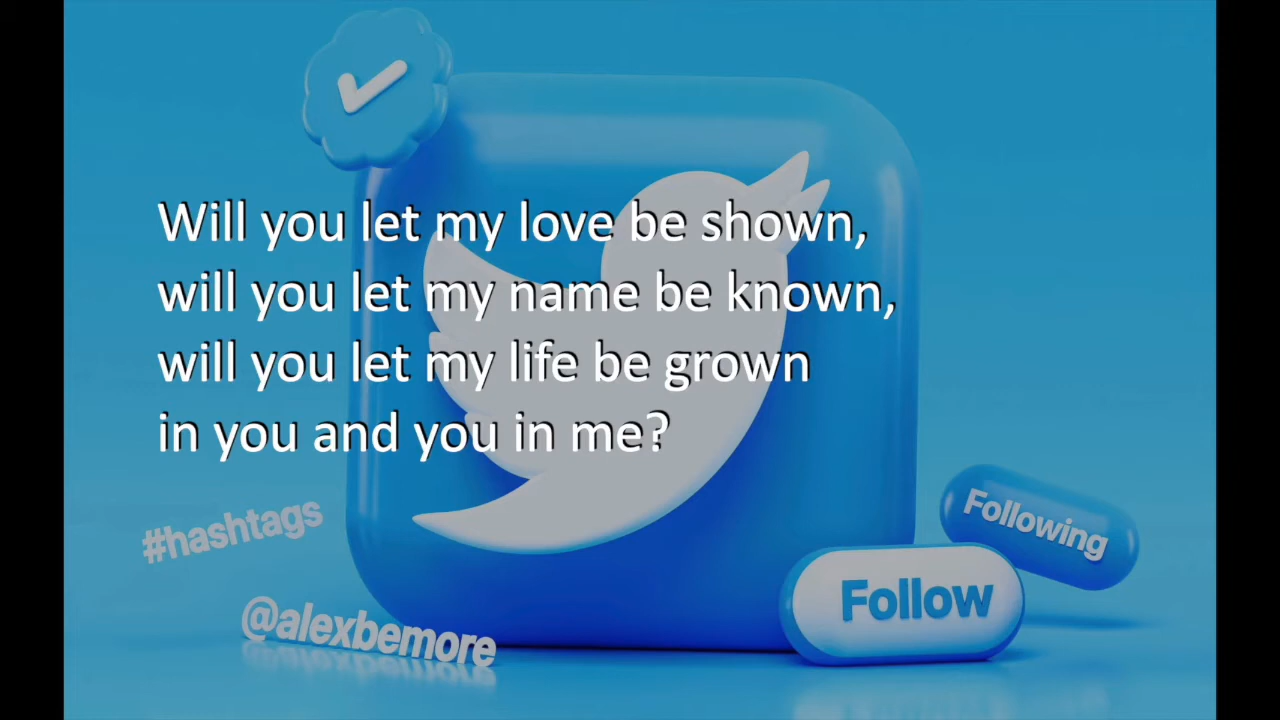 Will you let my love be shown,
will you let my name be known,
will you let my life be grown
in you and you in me?
#hashtags
@alexbemore
Following
Follow